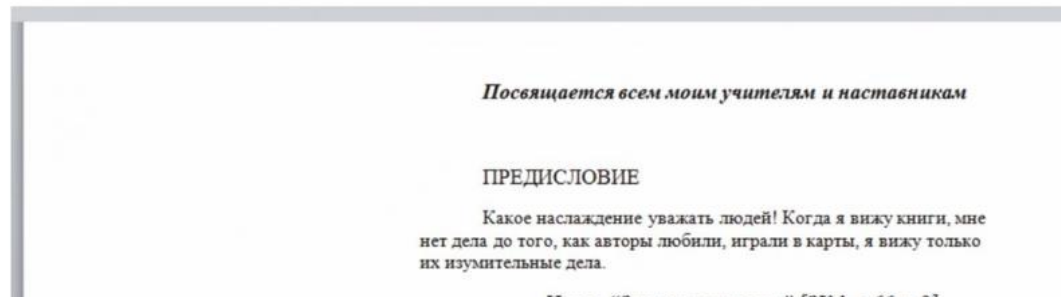 Посвящается всем моим учителям и наставникам
ПРЕДИСЛОВИЕ
Какое наслаждение уважать людей! Когда я вижу книги, мне
нет дела до того, как авторы любили, играли в карты, я вижу только
их изумительные дела.